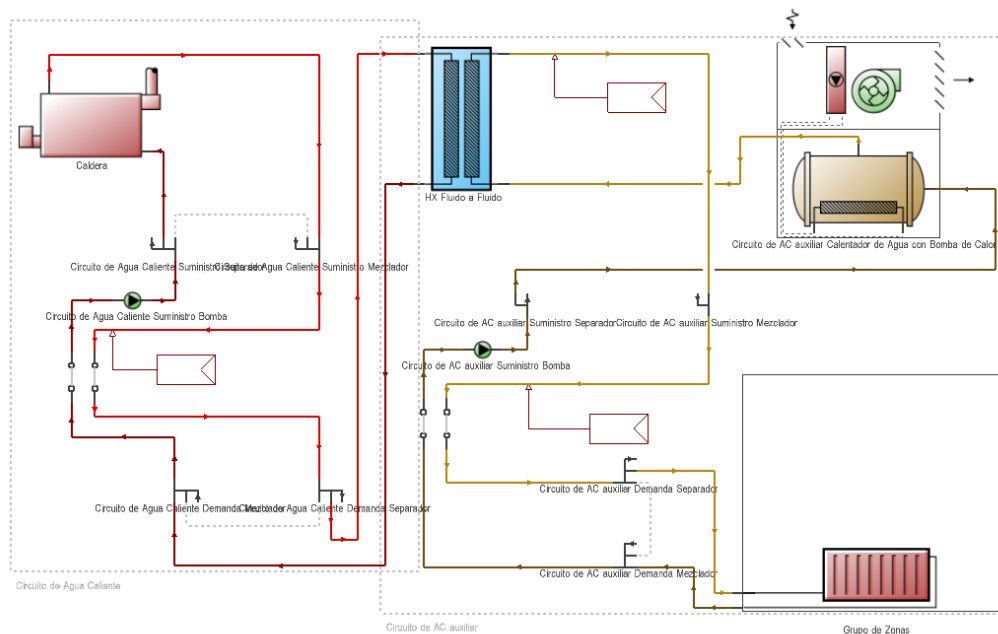 Caldera
HX Fluido a Fluido
Circuito de AC auxiliar Calentador de Agua con Bomba de Calor
Circuito de Agua Caliente Suministro Separador
Circuito de Agua Caliente Suministro Mezclador
Circuito de Agua Caliente Suministro Bomba
Circuito de AC auxiliar Suministro Separador
Circuito de AC auxiliar Suministro Mezclador
Circuito de AC auxiliar Suministro Bomba
Circuito de AC auxiliar Demanda Separador
Circuito de Agua Caliente Demanda Mezclador
Circuito de Agua Caliente Demanda Separador
Circuito de AC auxiliar Demanda Mezclador
Circuito de Agua Caliente
Circuito de AC auxiliar
Grupo de Zonas